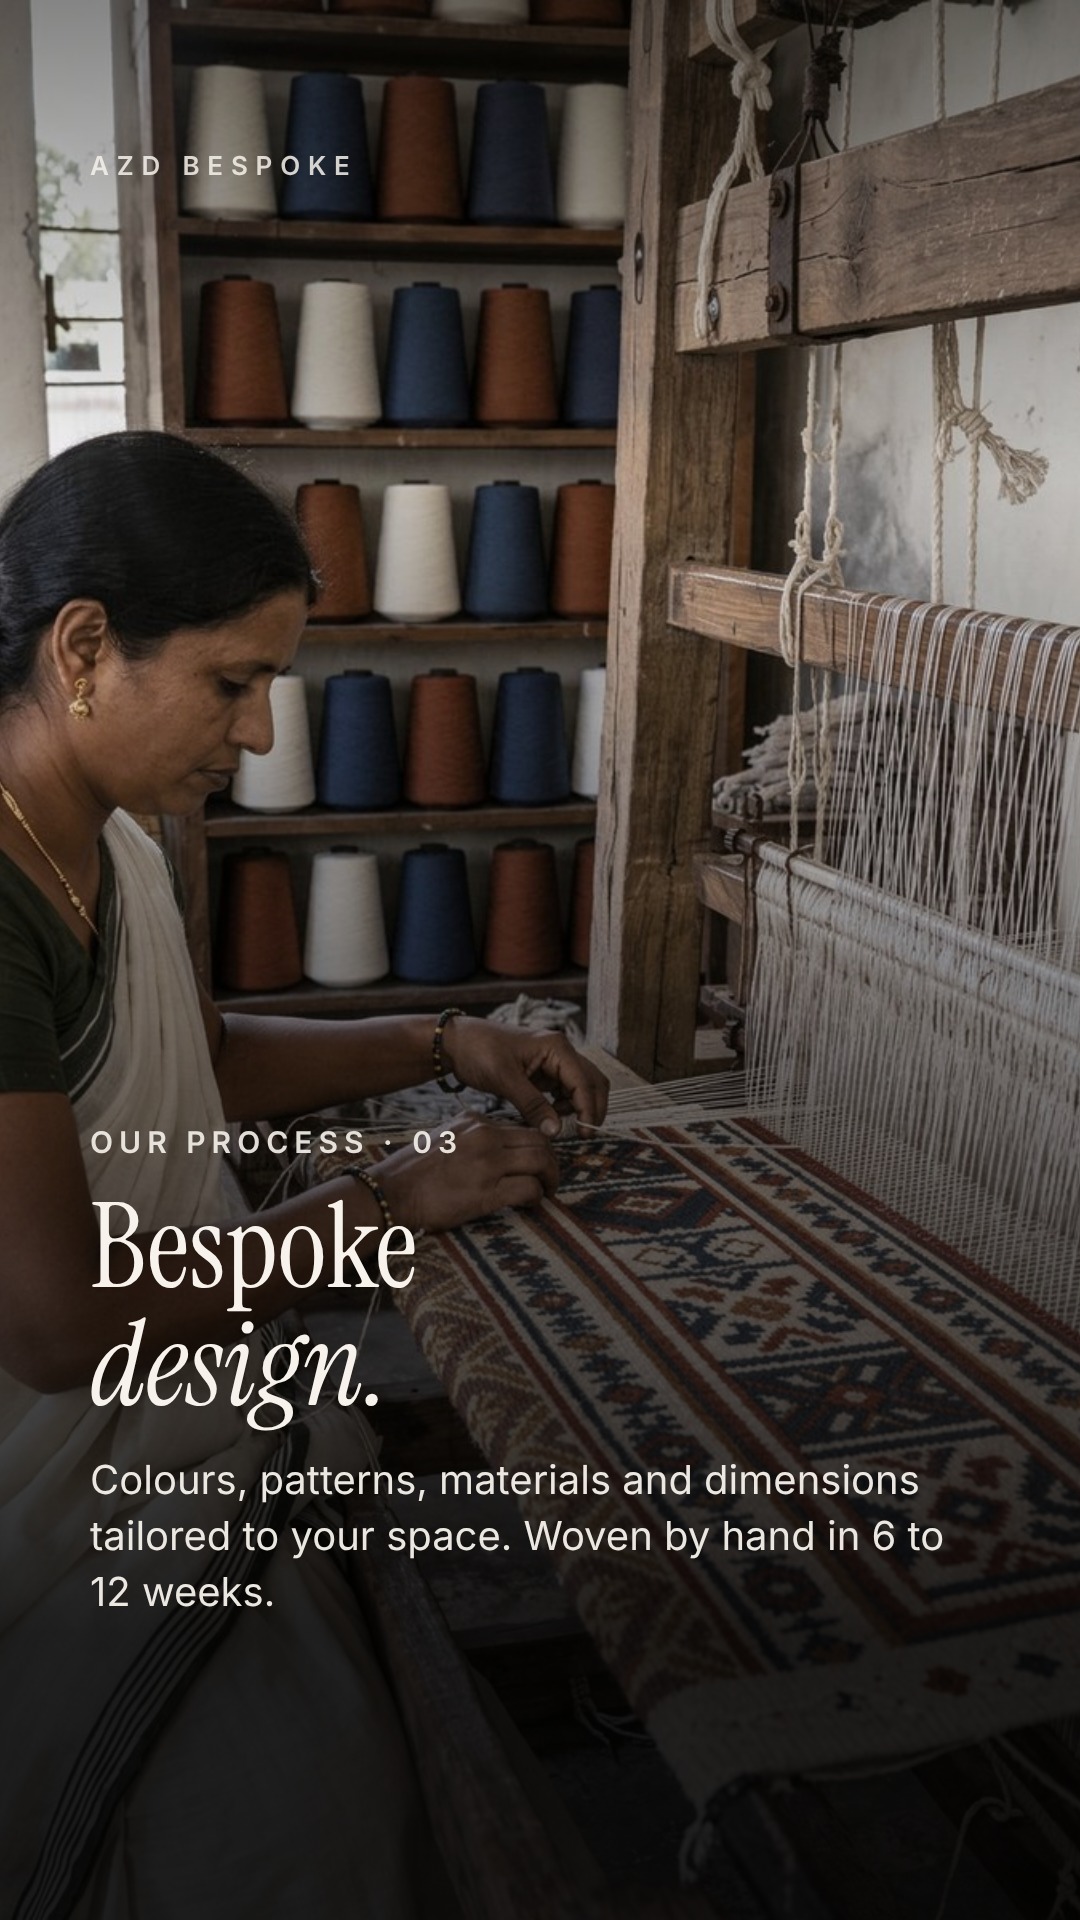 AZD BESPOKE
OUR PROCESS · 03
Bespoke
design.
Colours, patterns, materials and dimensions
tailored to your space. Woven by hand in 6 to
12 weeks.